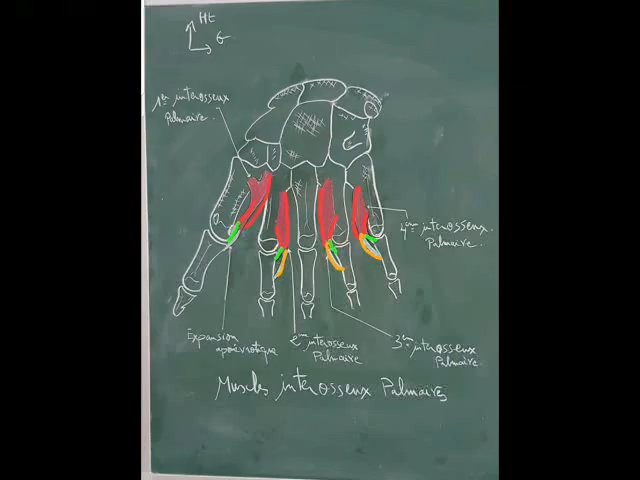 Ht
G
1er interosseux
Palmaire.
4ème interosseux
Palmaire.
Expansion
aponévrotique
2ème interosseux
Palmaire
3ème interosseux
Palmaire.
Muscles interosseux Palmaires